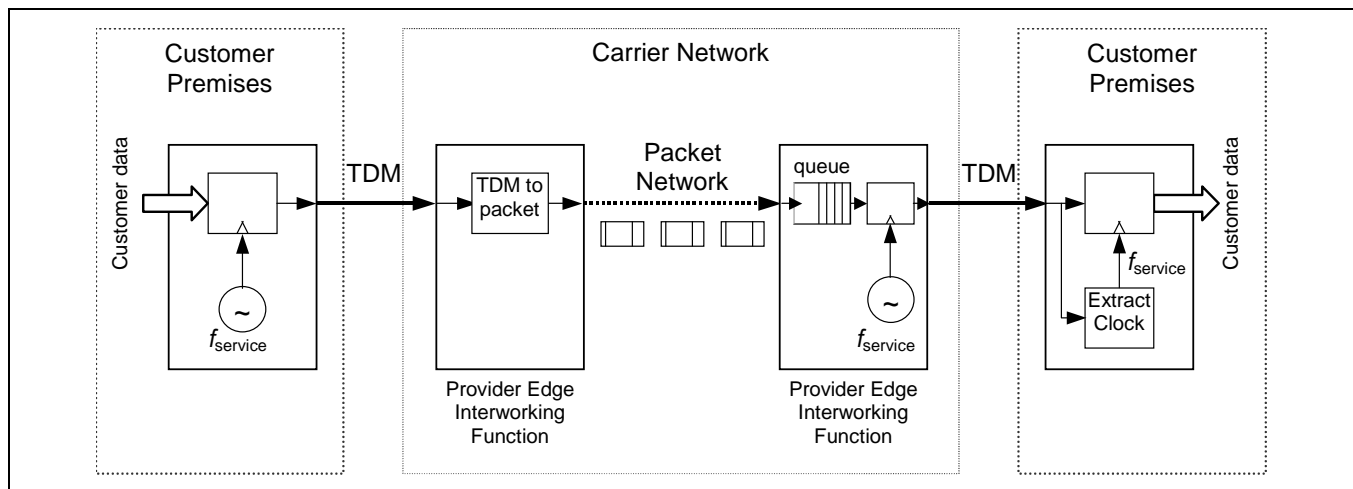 Customer
Premises
Customer data
TDM
~
fservice
Carrier Network
TDM to
packet
Provider Edge
Interworking
Function
Packet
Network
queue
~
fservice
Provider Edge
Interworking
Function
TDM
Customer
Premises
fservice
Extract
Clock
Customer data